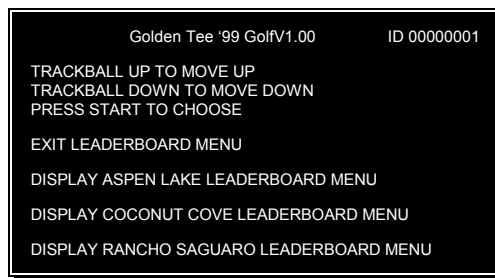 Golden Tee ‘99 GolfV1.00 ID 00000001
TRACKBALL UP TO MOVE UP
TRACKBALL DOWN TO MOVE DOWN
PRESS START TO CHOOSE
EXIT LEADERBOARD MENU
DISPLAY ASPEN LAKE LEADERBOARD MENU
DISPLAY COCONUT COVE LEADERBOARD MENU
DISPLAY RANCHO SAGUARO LEADERBOARD MENU